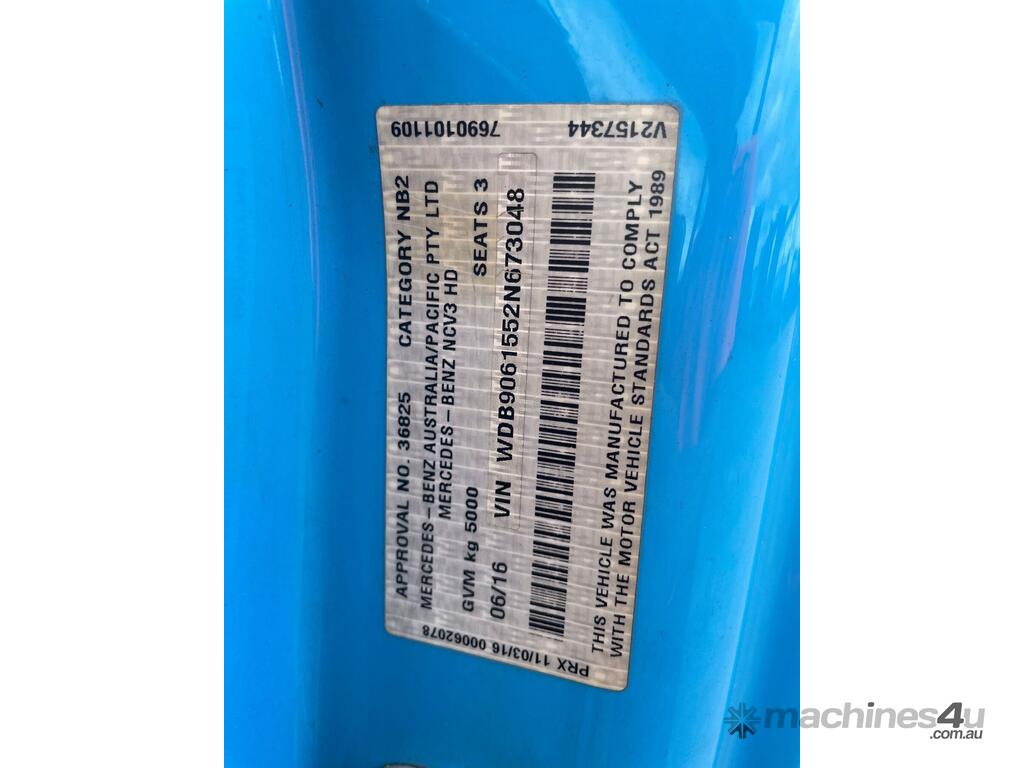 APPROVAL NO. 36825 CATEGORY NB2
MERCEDES-BENZ AUSTRALIA/PACIFIC PTY LTD
MERCEDES-BENZ NCV3 HD
GVM kg 5000 SEATS 3
06/16 VIN WDB9061552N673048
THIS VEHICLE WAS MANUFACTURED TO COMPLY
WITH THE MOTOR VEHICLE STANDARDS ACT 1989
7690101109 V2157344
PRX 11/03/16 00062078
machines4u
.com.au